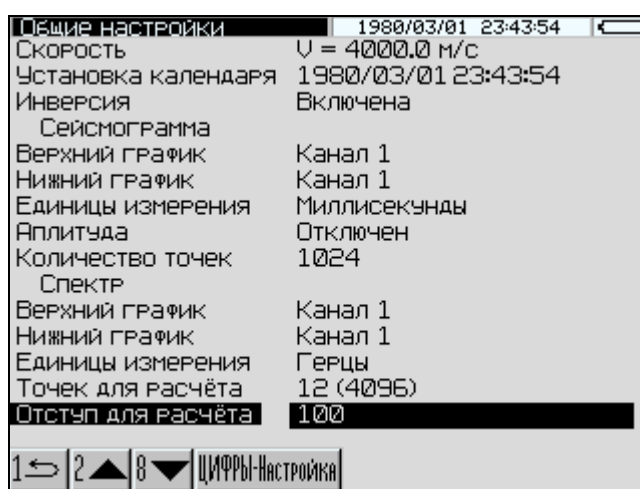 Общие настройки 1980/03/01 23:43:54
Скорость V = 4000.0 м/с
Установка календаря 1980/03/01 23:43:54
Инверсия Включена
Сейсмограмма
Верхний график Канал 1
Нижний график Канал 1
Единицы измерения Миллисекунды
Аплитуда Отключен
Количество точек 1024
Спектр
Верхний график Канал 1
Нижний график Канал 1
Единицы измерения Герцы
Точек для расчёта 12 (4096)
Отступ для расчёта 100
1 2 8 ЦИФРЫ-Настройка